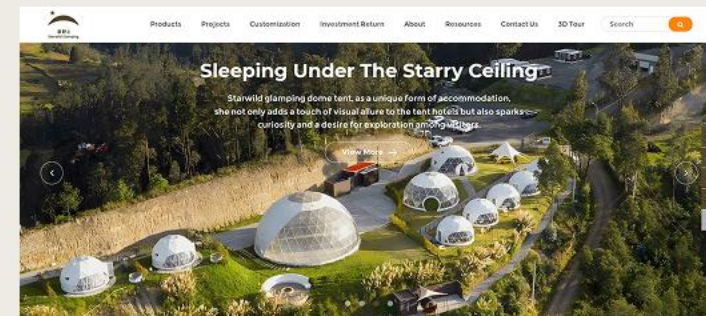 Products Projects Customization Investment Return About Resources Contact Us 3D Tour Search
Sleeping Under The Starry Ceiling
Starwild glamping dome tent, as a unique form of accommodation,
she not only adds a touch of visual allure to the tent hotels but also sparks
curiosity and a desire for exploration among visitors.
View More →